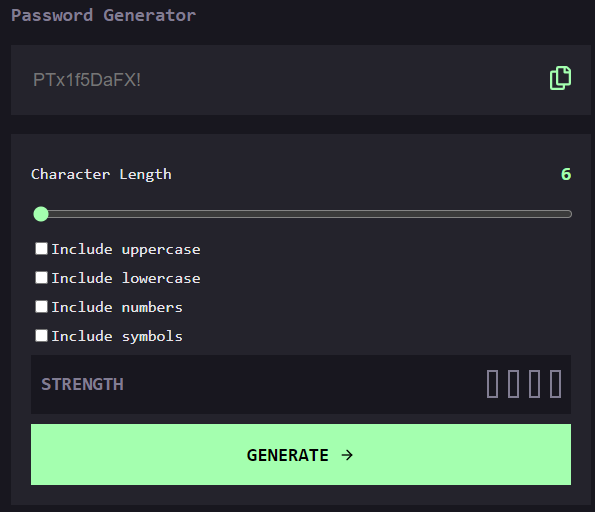 Password Generator
PTx1f5DaFX!
Character Length 6
Include uppercase
Include lowercase
Include numbers
Include symbols
STRENGTH
GENERATE →